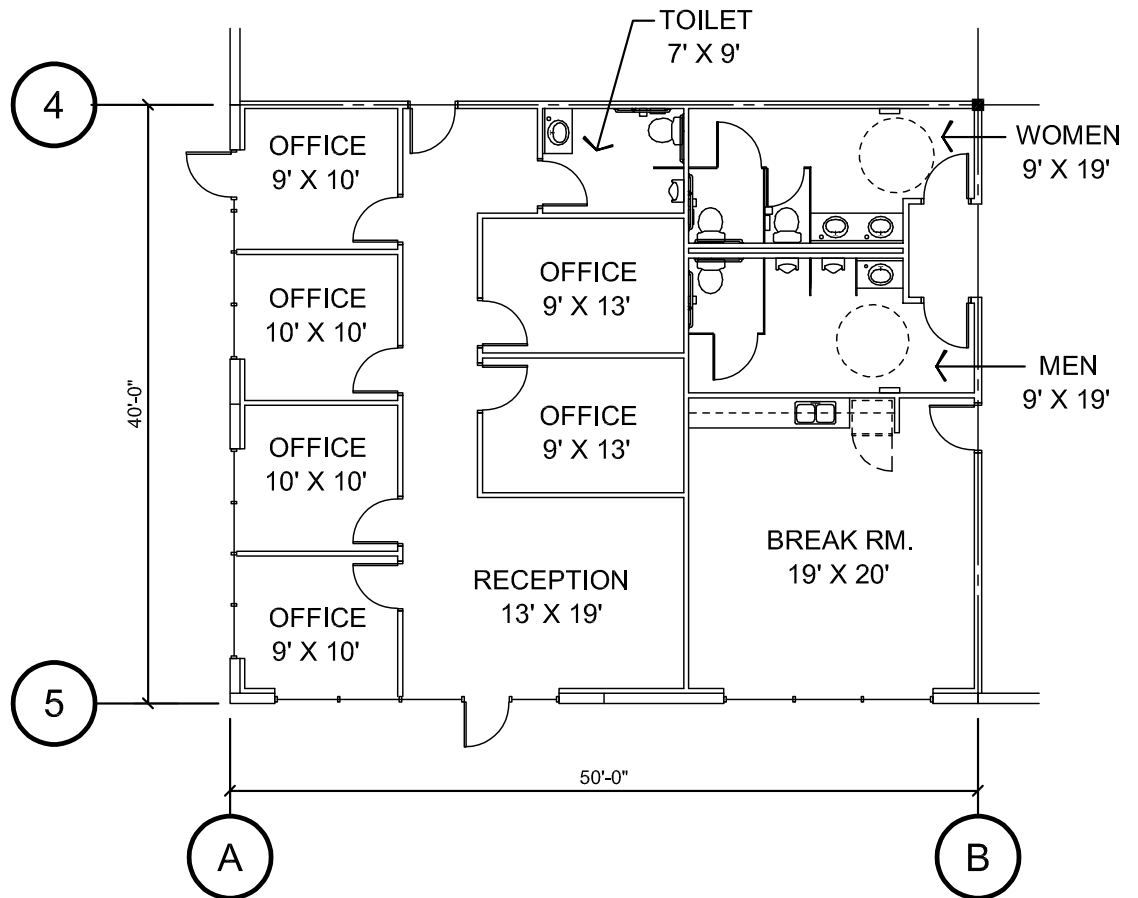 TOILET
7' X 9'
4
OFFICE
9' X 10'
WOMEN
9' X 19'
OFFICE
9' X 13'
OFFICE
10' X 10'
MEN
9' X 19'
40'-0"
OFFICE
9' X 13'
OFFICE
10' X 10'
BREAK RM.
19' X 20'
RECEPTION
13' X 19'
OFFICE
9' X 10'
5
50'-0"
A
B